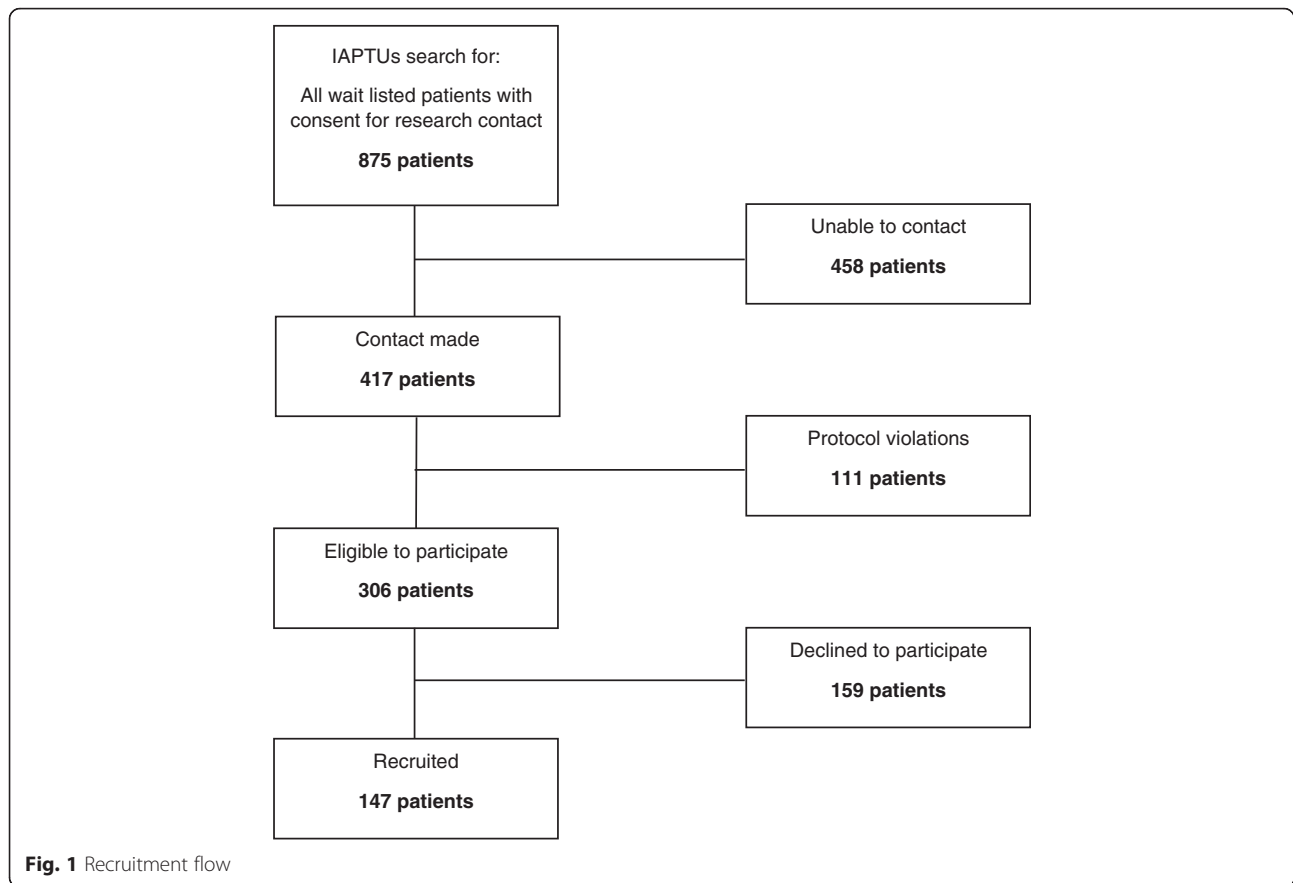 IAPTUs search for:
All wait listed patients with
consent for research contact
875 patients
Unable to contact
458 patients
Contact made
417 patients
Protocol violations
111 patients
Eligible to participate
306 patients
Declined to participate
159 patients
Recruited
147 patients
Fig. 1 Recruitment flow